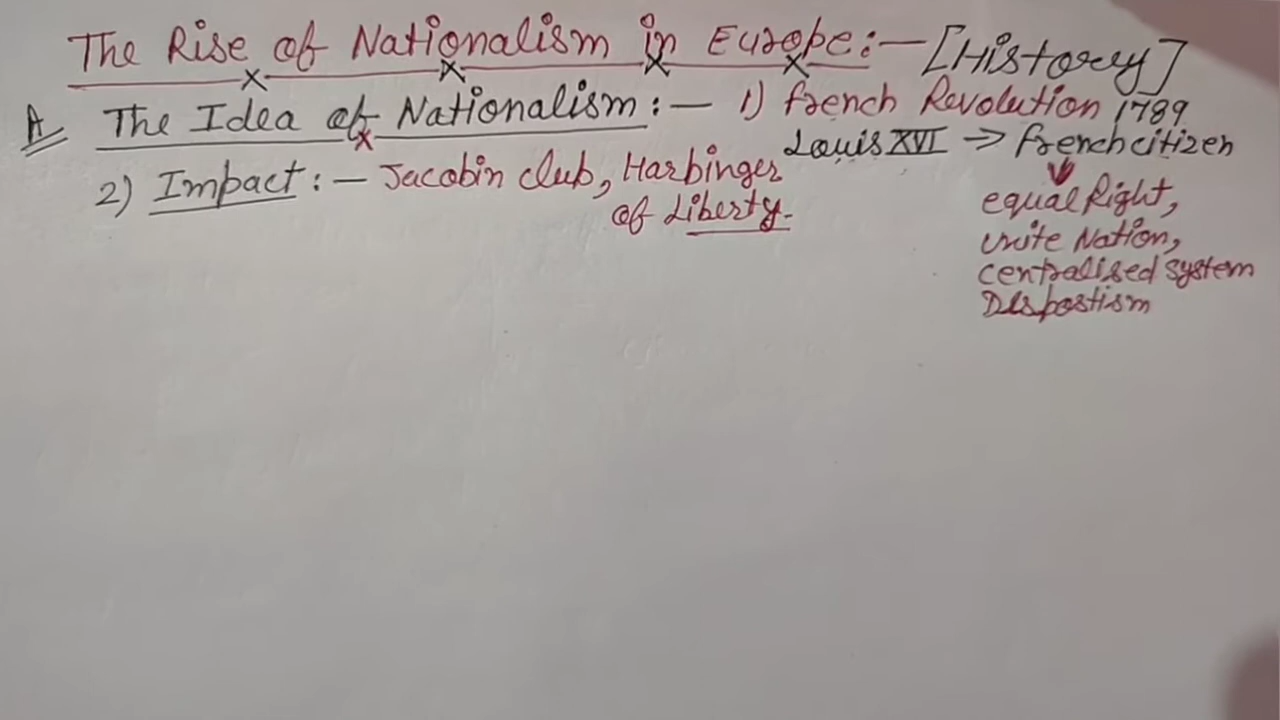 The Rise of Nationalism in Europe:- [History]
A The Idea of Nationalism:- 1) French Revolution 1789
Louis XVI → french citizen
2) Impact:- Jacobin club, Harbinger
of Liberty.
equal Right,
unite Nation,
centralised system
Despostism